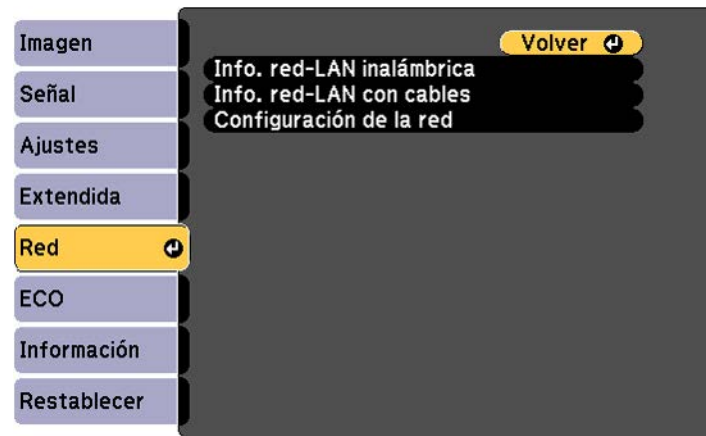 Imagen
Señal
Ajustes
Extendida
Red
ECO
Información
Restablecer
Volver
Info. red-LAN inalámbrica
Info. red-LAN con cables
Configuración de la red